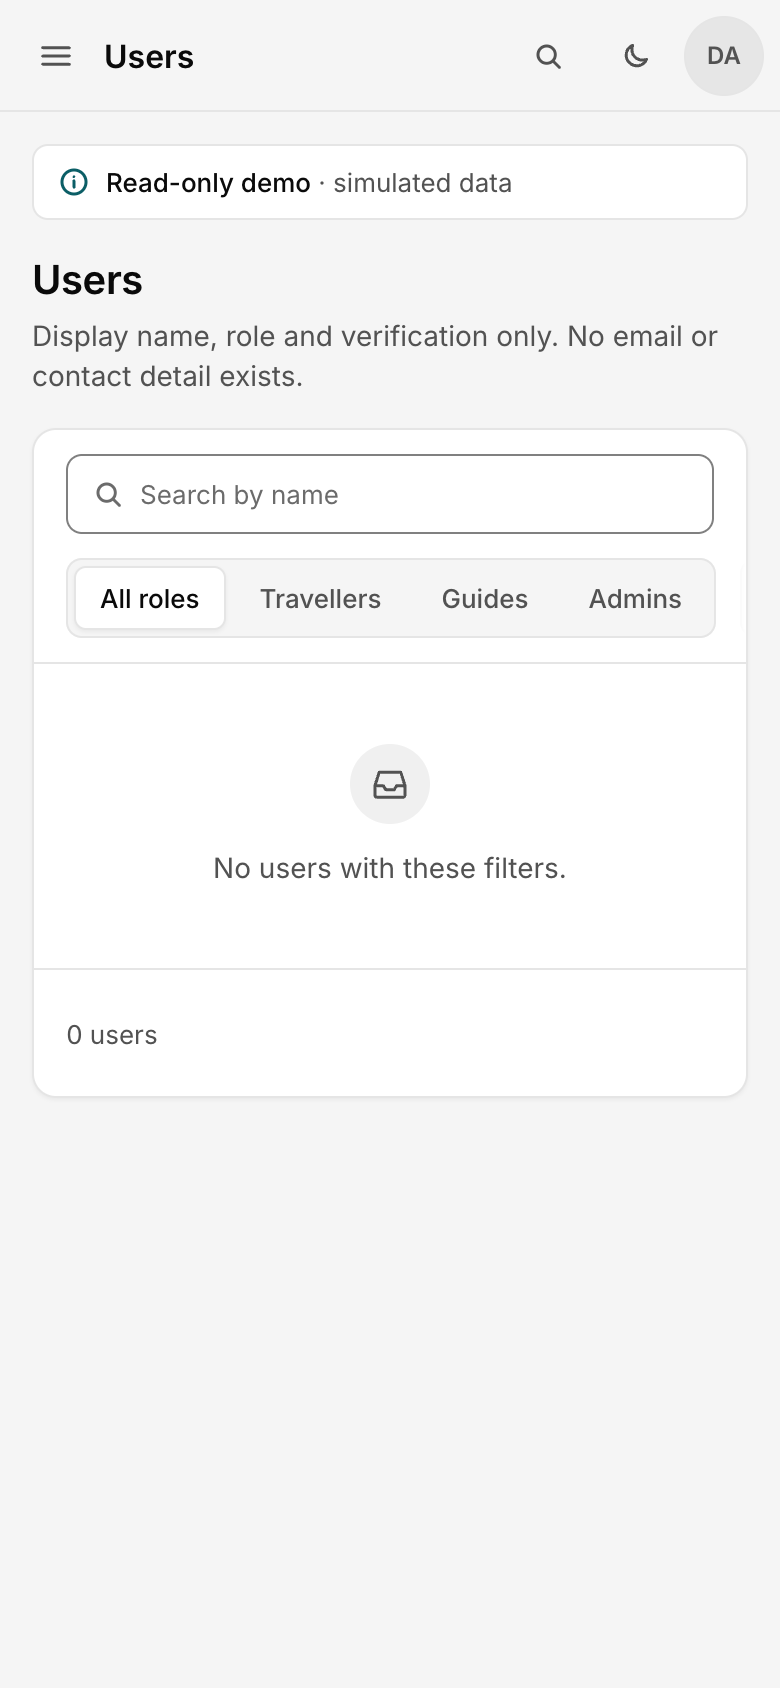 Users
DA
Read-only demo · simulated data
Users
Display name, role and verification only. No email or
contact detail exists.
Search by name
All roles Travellers Guides Admins
No users with these filters.
0 users